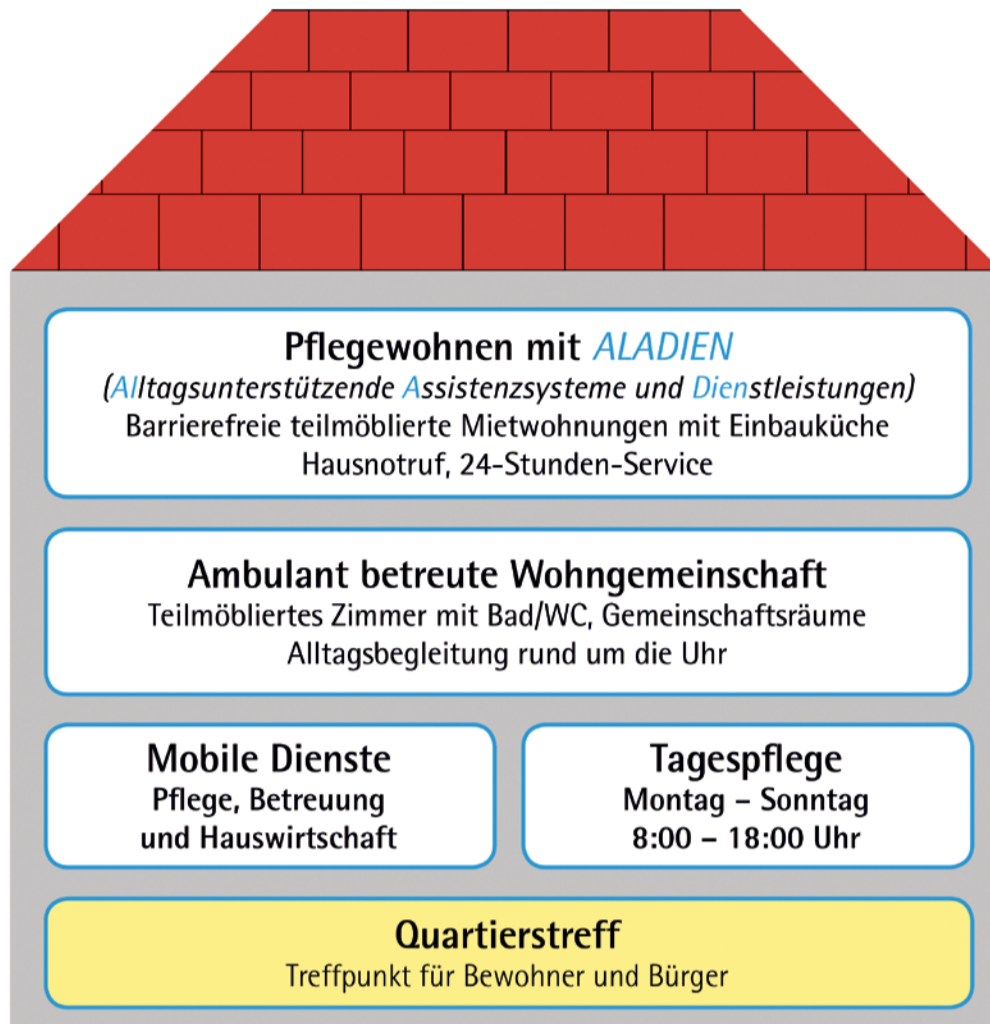 Pflegewohnen mit ALADIEN
(Alltagsunterstützende Assistenzsysteme und Dienstleistungen)
Barrierefreie teilmöblierte Mietwohnungen mit Einbauküche
Hausnotruf, 24-Stunden-Service
Ambulant betreute Wohngemeinschaft
Teilmöbliertes Zimmer mit Bad/WC, Gemeinschaftsräume
Alltagsbegleitung rund um die Uhr
Mobile Dienste
Pflege, Betreuung
und Hauswirtschaft
Tagespflege
Montag – Sonntag
8:00 – 18:00 Uhr
Quartierstreff
Treffpunkt für Bewohner und Bürger